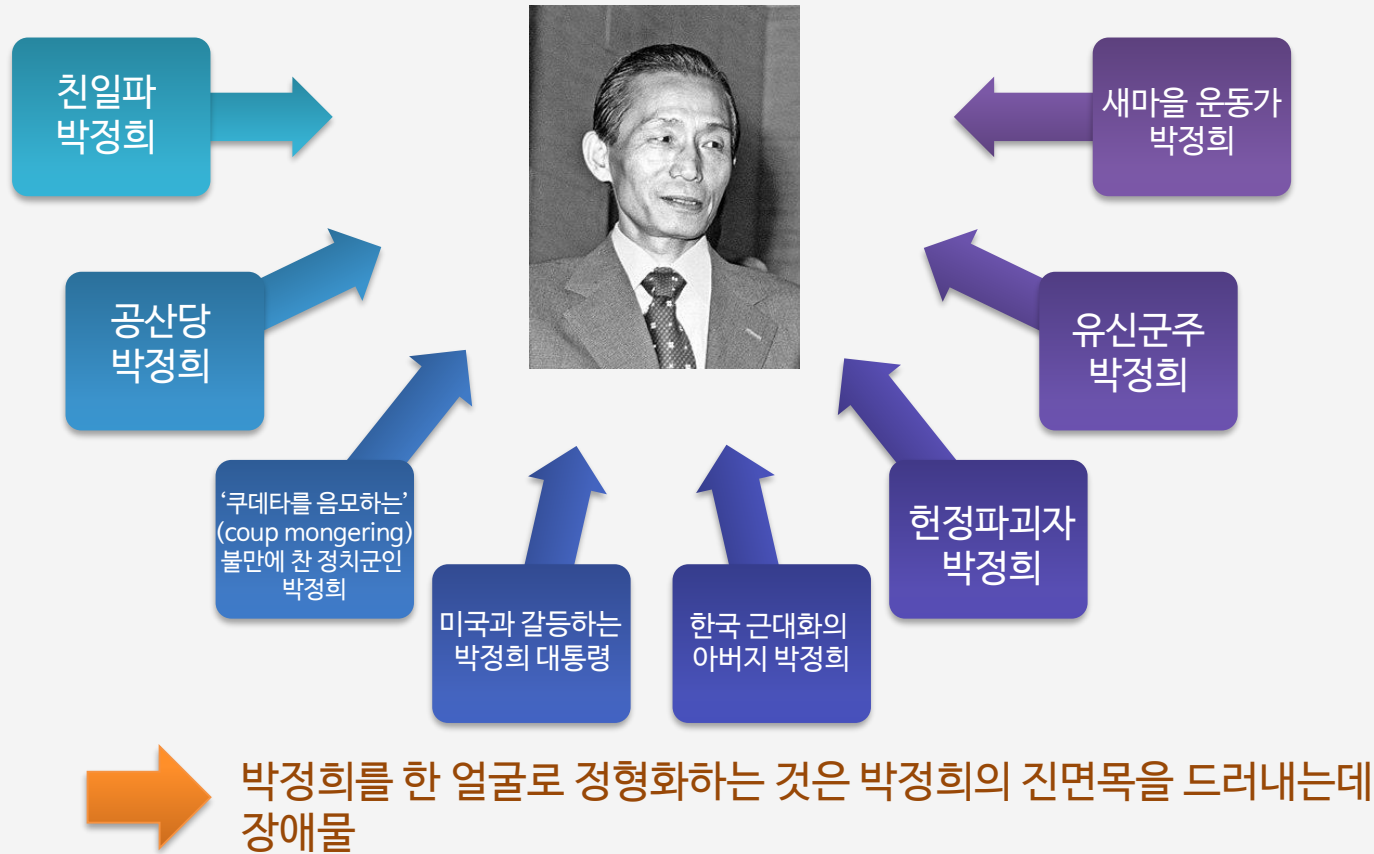 친일파
박정희
공산당
박정희
‘쿠데타를 음모하는’
(coup mongering)
불만에 찬 정치군인
박정희
미국과 갈등하는
박정희 대통령
한국 근대화의
아버지 박정희
헌정파괴자
박정희
유신군주
박정희
새마을 운동가
박정희
박정희를 한 얼굴로 정형화하는 것은 박정희의 진면목을 드러내는데
장애물